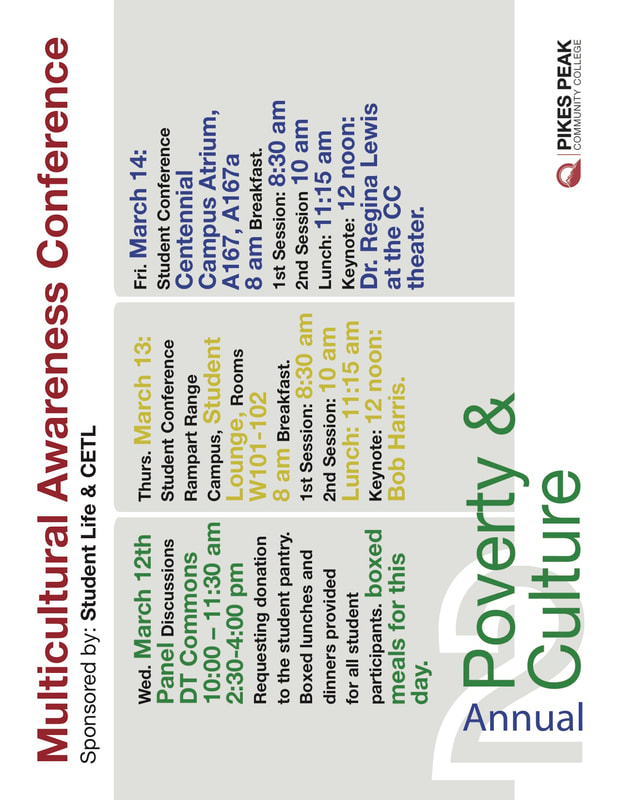 Multicultural Awareness Conference
Sponsored by: Student Life & CETL
Wed. March 12th
Panel Discussions
DT Commons
10:00 – 11:30 am
2:30-4:00 pm
Requesting donation
to the student pantry.
Boxed lunches and
dinners provided
for all student
participants. boxed
meals for this
day.
Thurs. March 13:
Student Conference
Rampart Range
Campus, Student
Lounge, Rooms
W101-102
8 am Breakfast.
1st Session: 8:30 am
2nd Session: 10 am
Lunch: 11:15 am
Keynote: 12 noon:
Bob Harris.
Fri. March 14:
Student Conference
Centennial
Campus Atrium,
A167, A167a
8 am Breakfast.
1st Session: 8:30 am
2nd Session 10 am
Lunch: 11:15 am
Keynote: 12 noon:
Dr. Regina Lewis
at the CC
theater.
22
Annual
Poverty &
Culture
PIKES PEAK
COMMUNITY COLLEGE